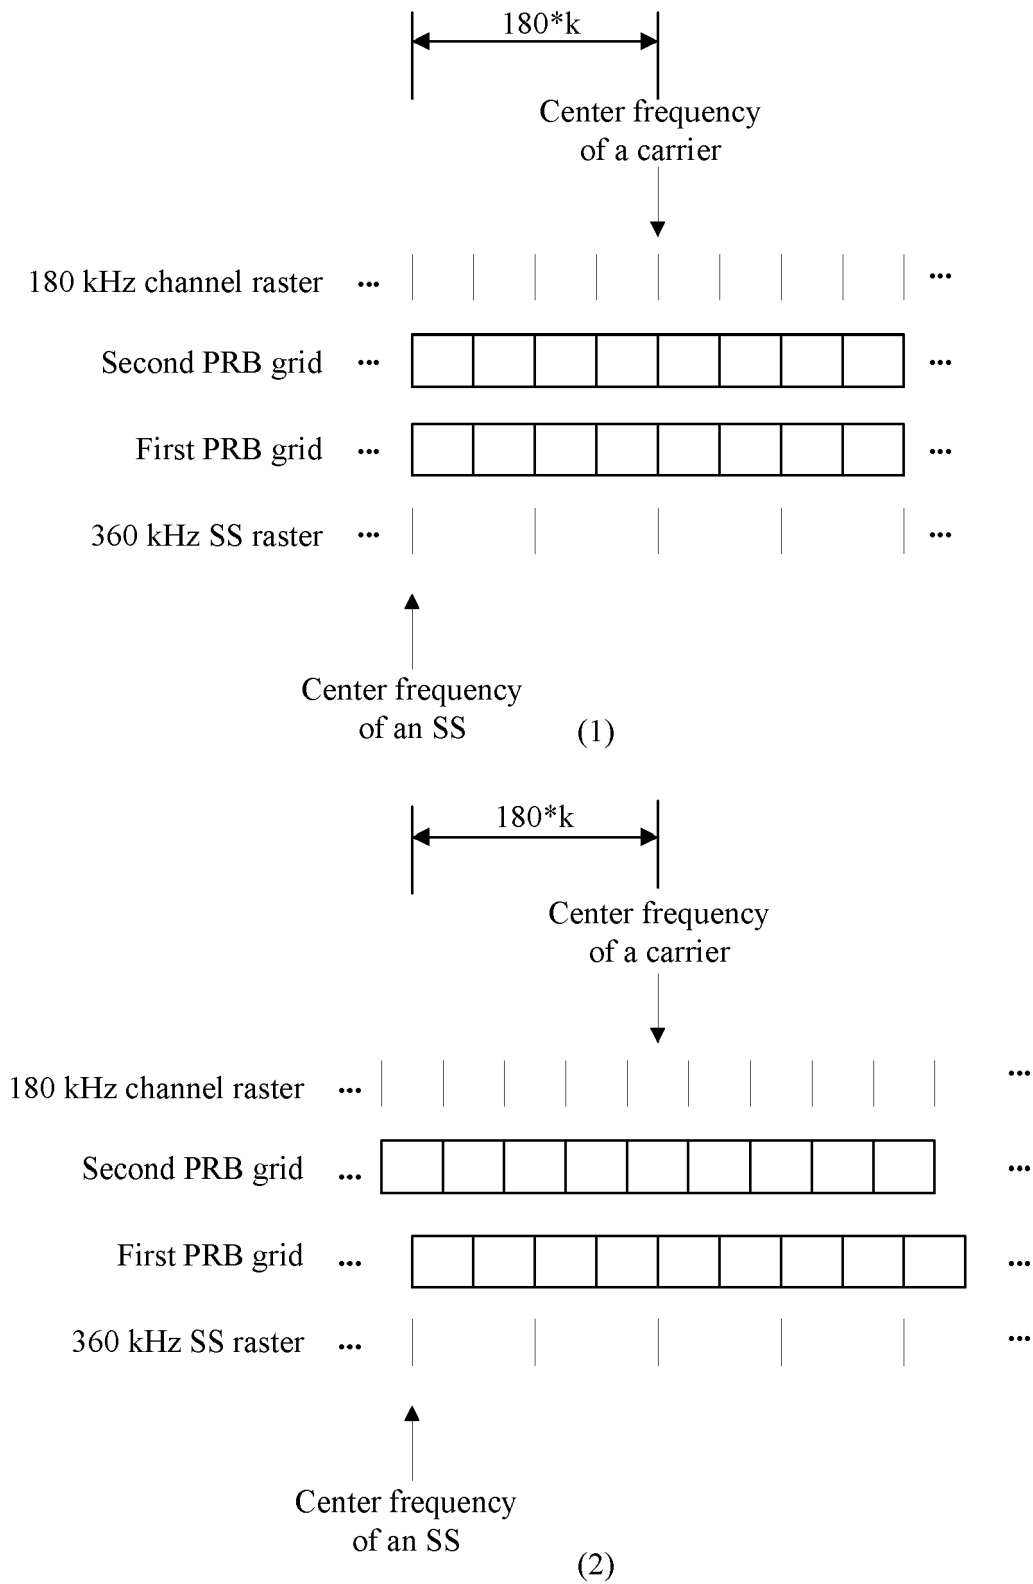 180*k
Center frequency
of a carrier
180 kHz channel raster ... ...
Second PRB grid ... ...
First PRB grid ... ...
360 kHz SS raster ... ...
Center frequency
of an SS
(1)
180*k
Center frequency
of a carrier
180 kHz channel raster ... ...
Second PRB grid ... ...
First PRB grid ... ...
360 kHz SS raster ... ...
Center frequency
of an SS
(2)